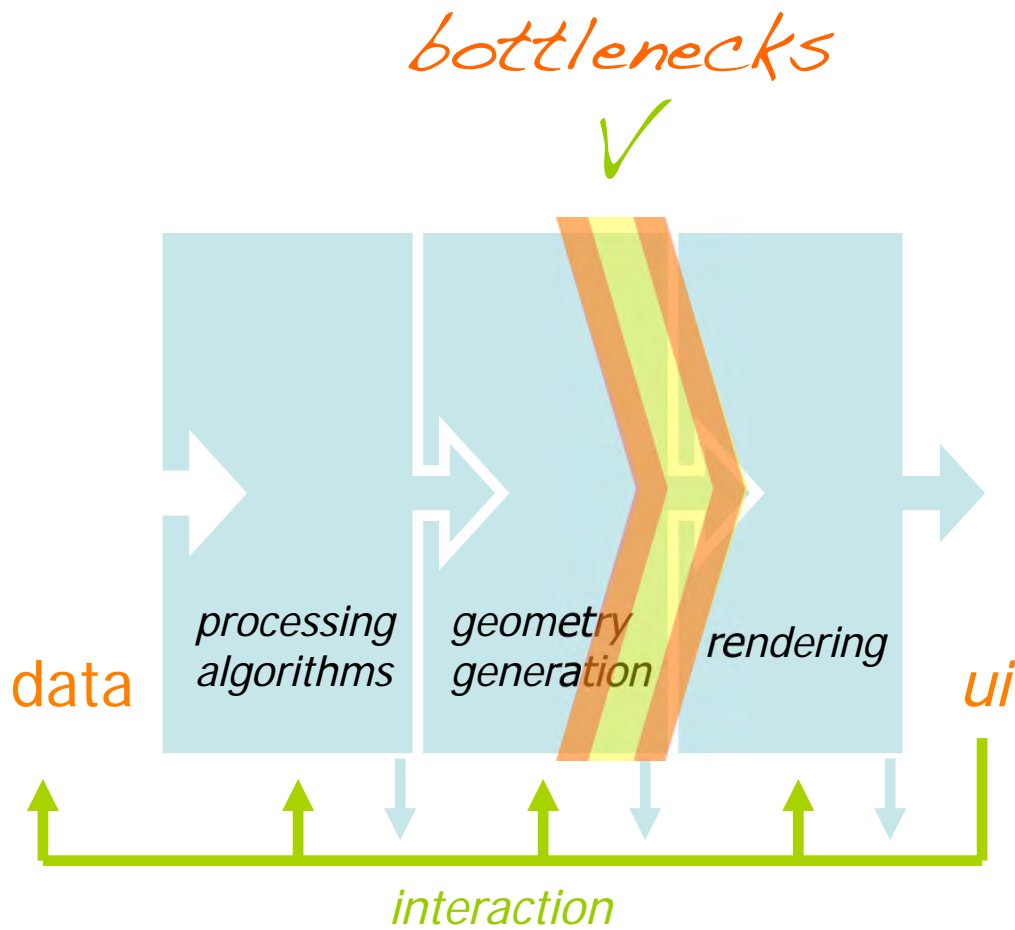 bottlenecks
processing
algorithms
geometry
generation
rendering
data
ui
interaction